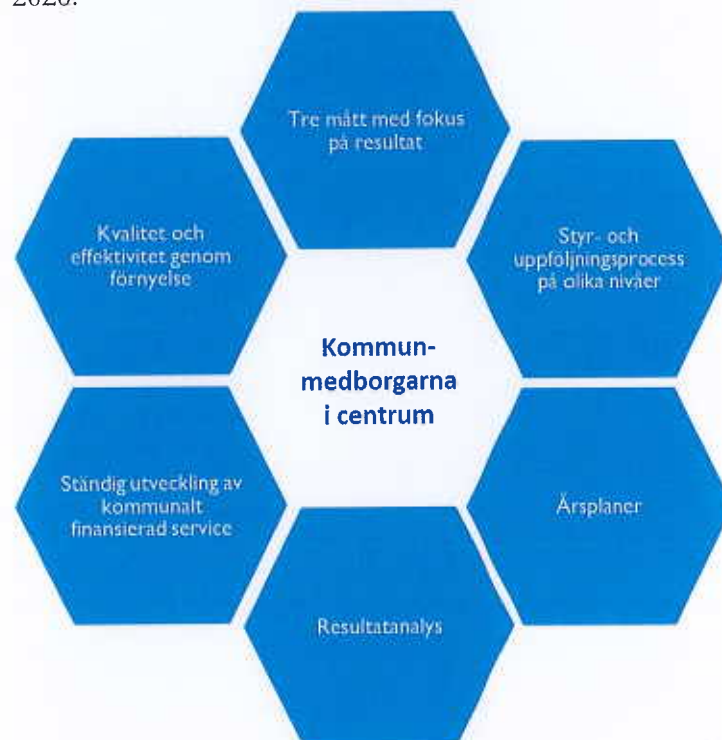 2020.
Tre mått med fokus
på resultat
Kvalitet och
effektivitet genom
förnyelse
Styr- och
uppföljningsprocess
på olika nivåer
Kommun-
medborgarna
i centrum
Ständig utveckling av
kommunalt
finansierad service
Årsplaner
Resultatanalys